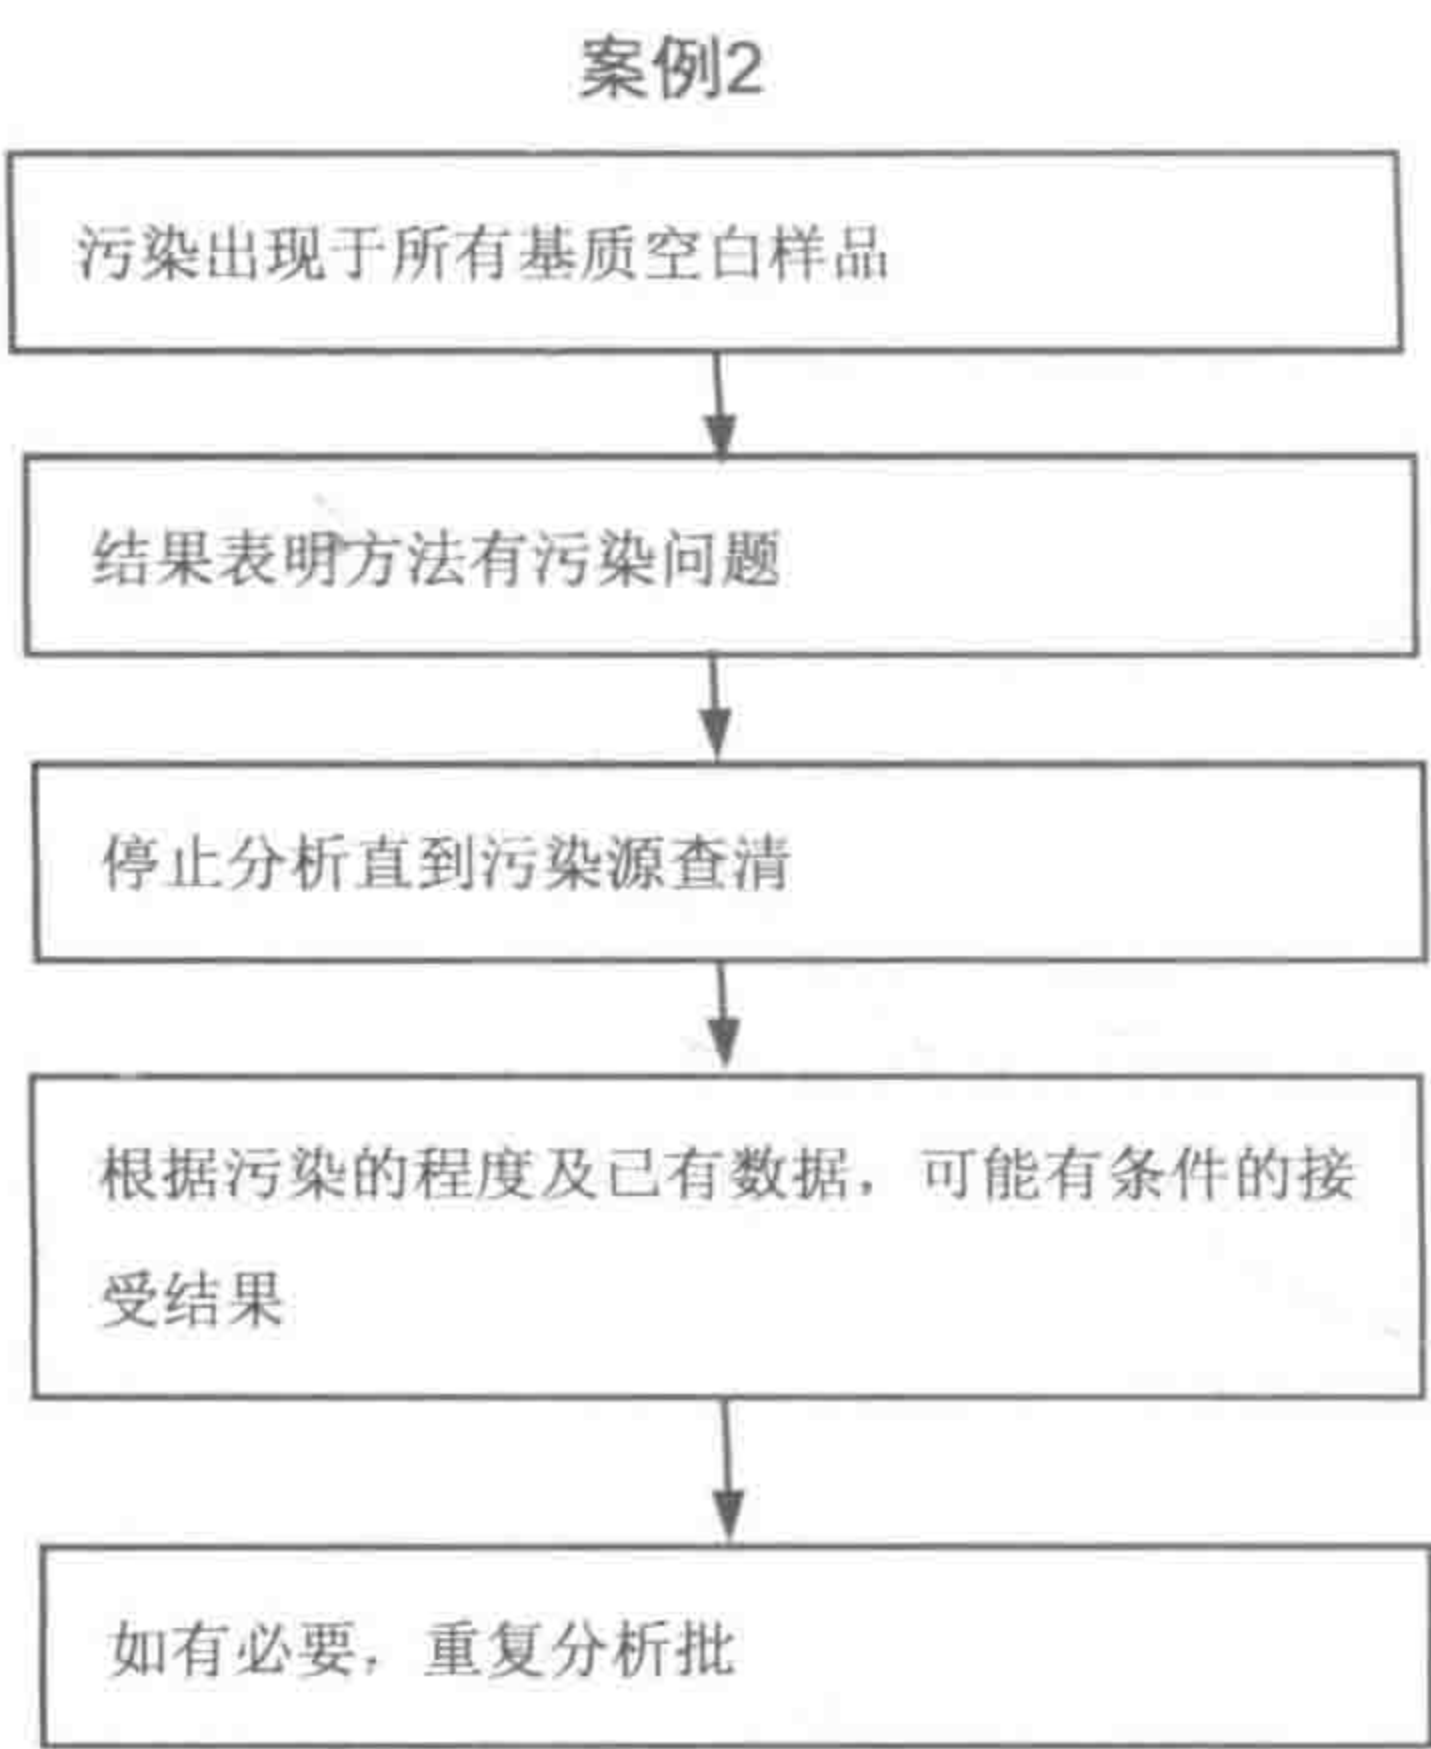 案例2
污染出现于所有基质空白样品
结果表明方法有污染问题
停止分析直到污染源查清
根据污染的程度及已有数据，可能有条件的接
受结果
如有必要，重复分析批